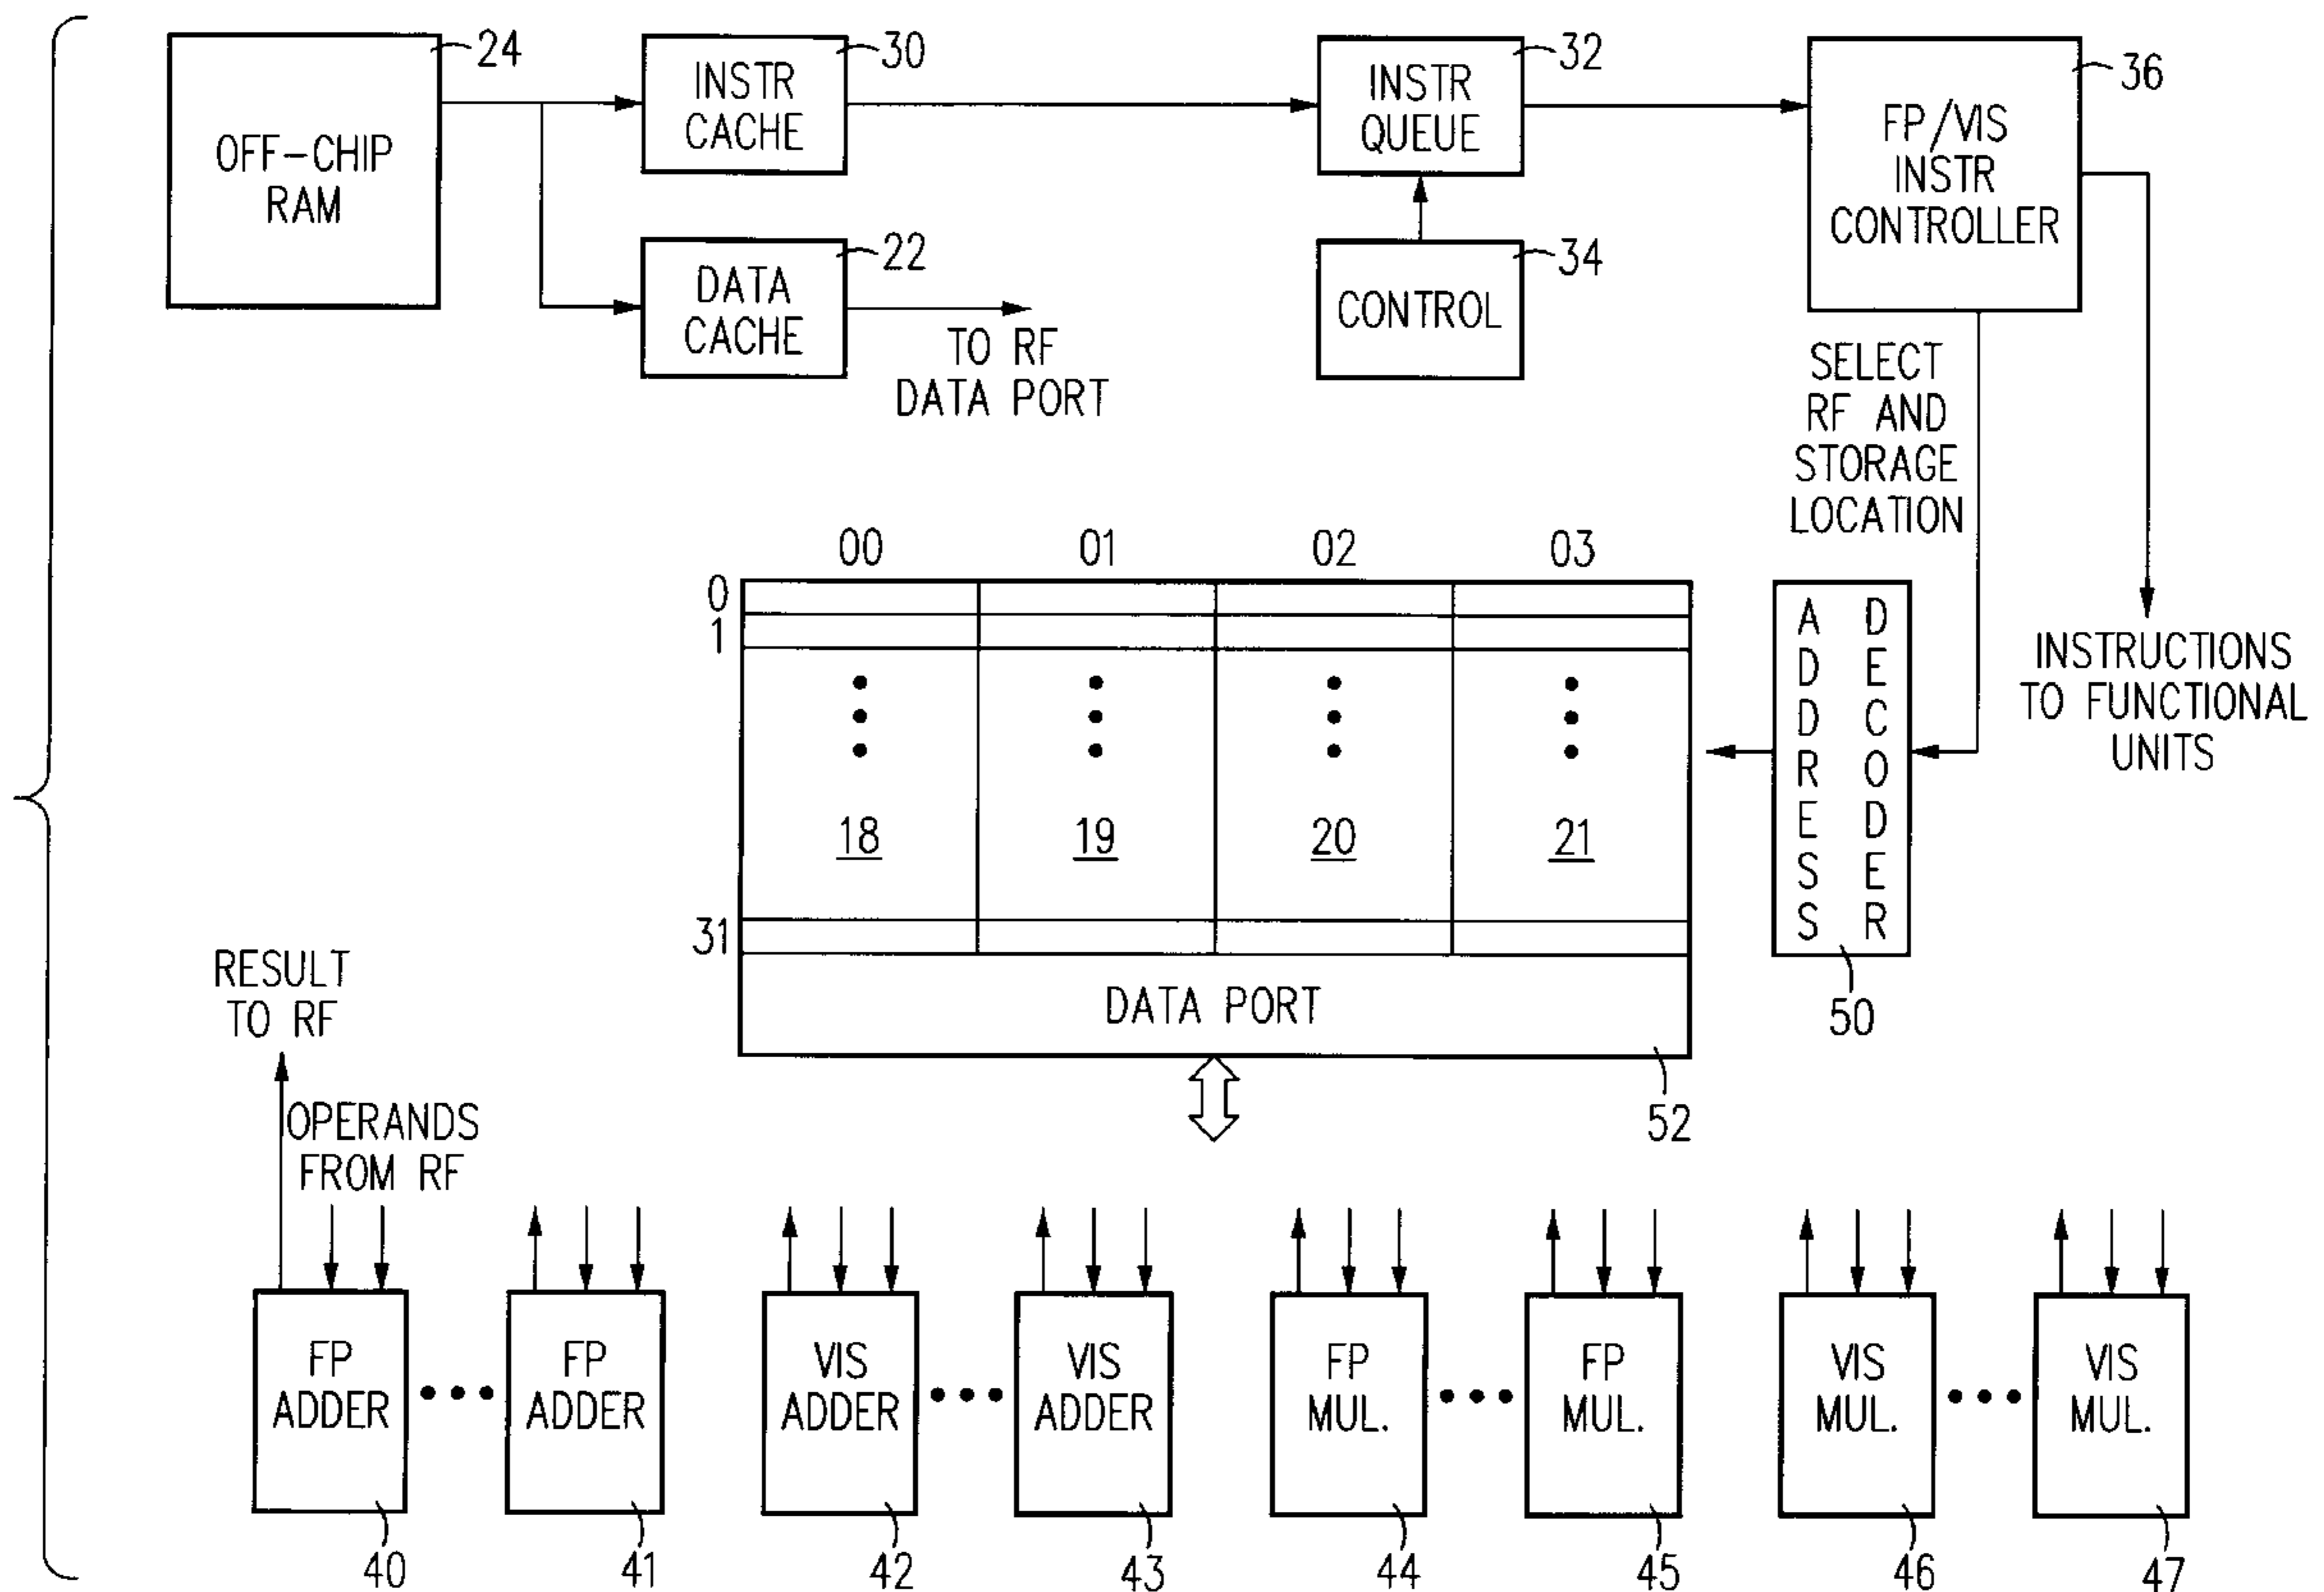 OFF-CHIP
RAM
24
INSTR
CACHE
30
DATA
CACHE
22
TO RF
DATA PORT
INSTR
QUEUE
32
CONTROL
34
FP/VIS
INSTR
CONTROLLER
36
SELECT
RF AND
STORAGE
LOCATION
INSTRUCTIONS
TO FUNCTIONAL
UNITS
00 01 02 03
0
1
18 19 20 21
31
DATA PORT
52
ADDRESS
DECODER
50
RESULT
TO RF
OPERANDS
FROM RF
FP
ADDER
40
FP
ADDER
41
VIS
ADDER
42
VIS
ADDER
43
FP
MUL.
44
FP
MUL.
45
VIS
MUL.
46
VIS
MUL.
47